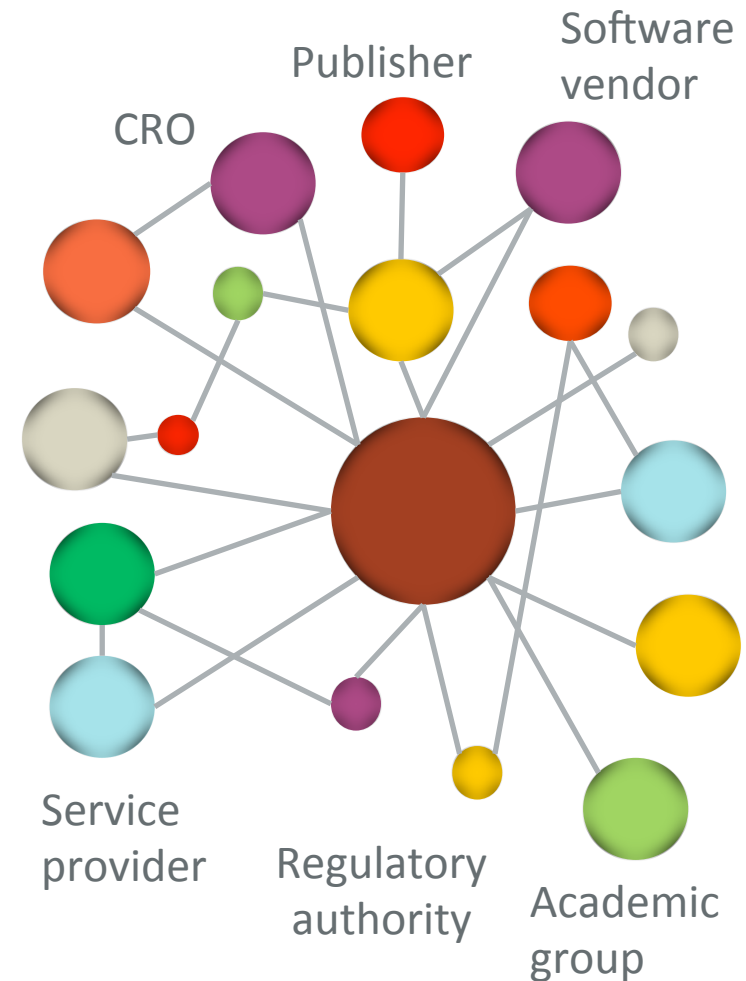 Software
vendor
Publisher
CRO
Service
provider
Regulatory
authority
Academic
group